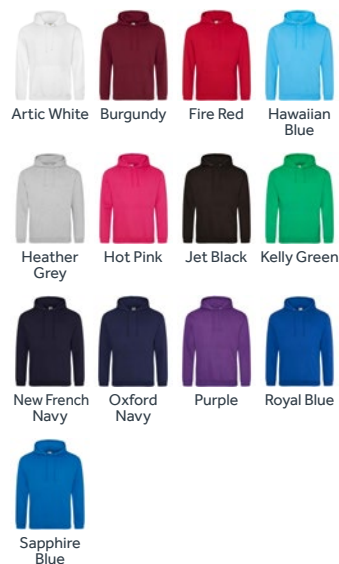 Artic White
Burgundy
Fire Red
Hawaiian
Blue
Heather
Grey
Hot Pink
Jet Black
Kelly Green
New French
Navy
Oxford
Navy
Purple
Royal Blue
Sapphire
Blue